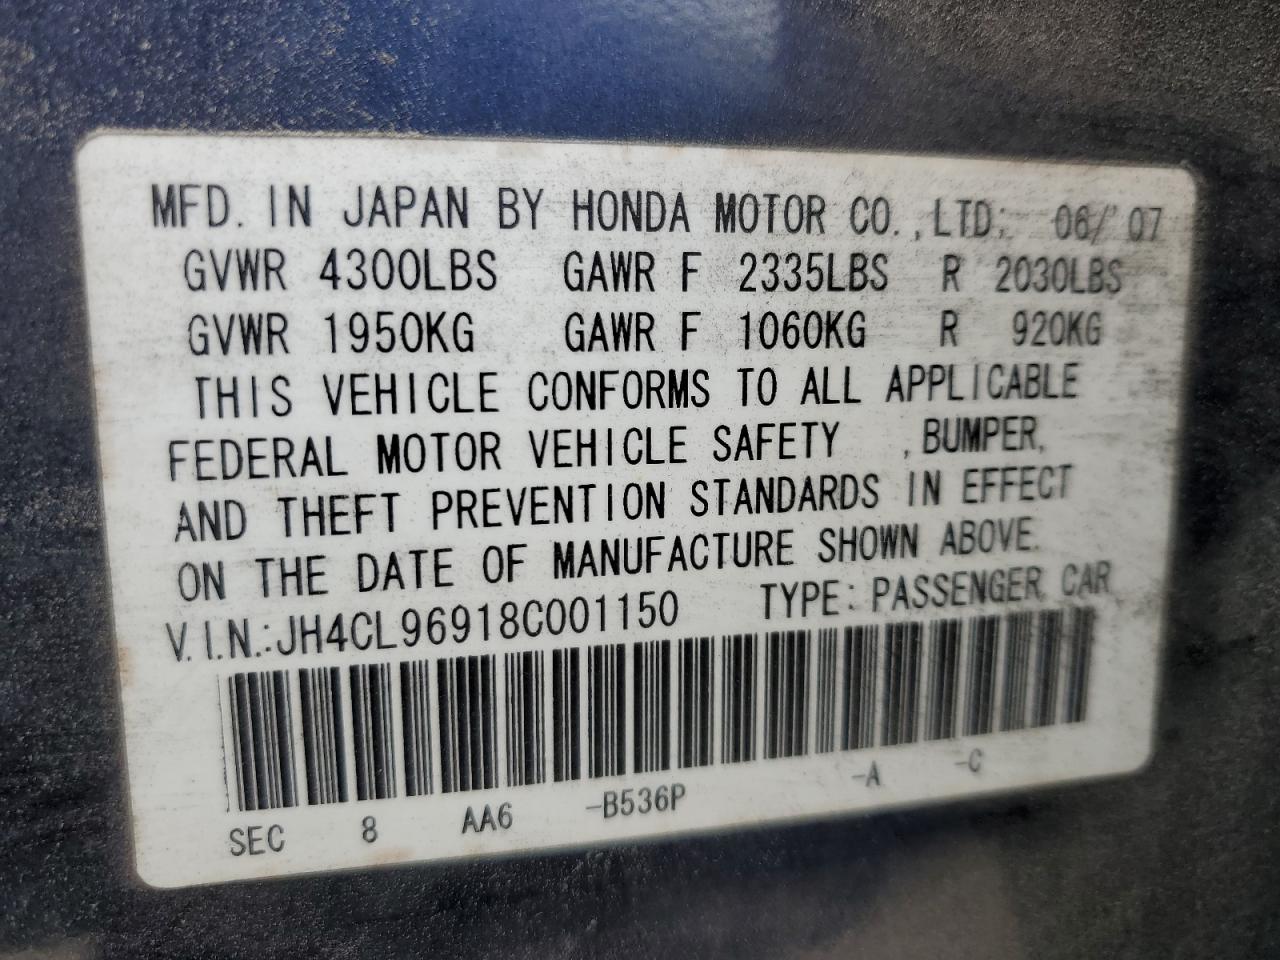 MFD. IN JAPAN BY HONDA MOTOR CO., LTD; 06/'07
GVWR 4300LBS GAWR F 2335LBS R 2030LBS
GVWR 1950KG GAWR F 1060KG R 920KG
THIS VEHICLE CONFORMS TO ALL APPLICABLE
FEDERAL MOTOR VEHICLE SAFETY , BUMPER,
AND THEFT PREVENTION STANDARDS IN EFFECT
ON THE DATE OF MANUFACTURE SHOWN ABOVE.
V.I.N.:JH4CL96918C001150 TYPE: PASSENGER CAR
SEC 8 AA6 -B536P -A -C